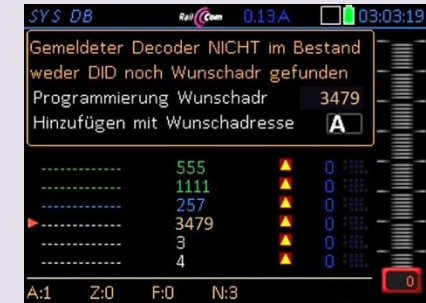 SYS DB RailCom 0.13A 03:03:19
Gemeldeter Decoder NICHT im Bestand
weder DID noch Wunschadr gefunden
Programmierung Wunschadr 3479
Hinzufügen mit Wunschadresse A
------------- 555 0
------------- 1111 0
------------- 257 0
------------- 3479 0
------------- 3 0
------------- 4 0
0
A:1 Z:0 F:0 N:3